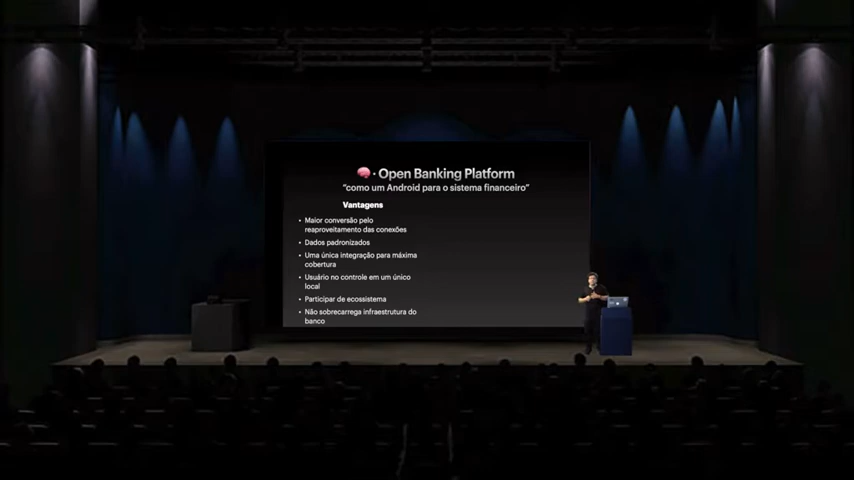 🧠· Open Banking Platform
“como um Android para o sistema financeiro”
Vantagens
• Maior conversão pelo
reaproveitamento das conexões
• Dados padronizados
• Uma única integração para máxima
cobertura
• Usuário no controle em um único
local
• Participar de ecossistema
• Não sobrecarrega infraestrutura do
banco